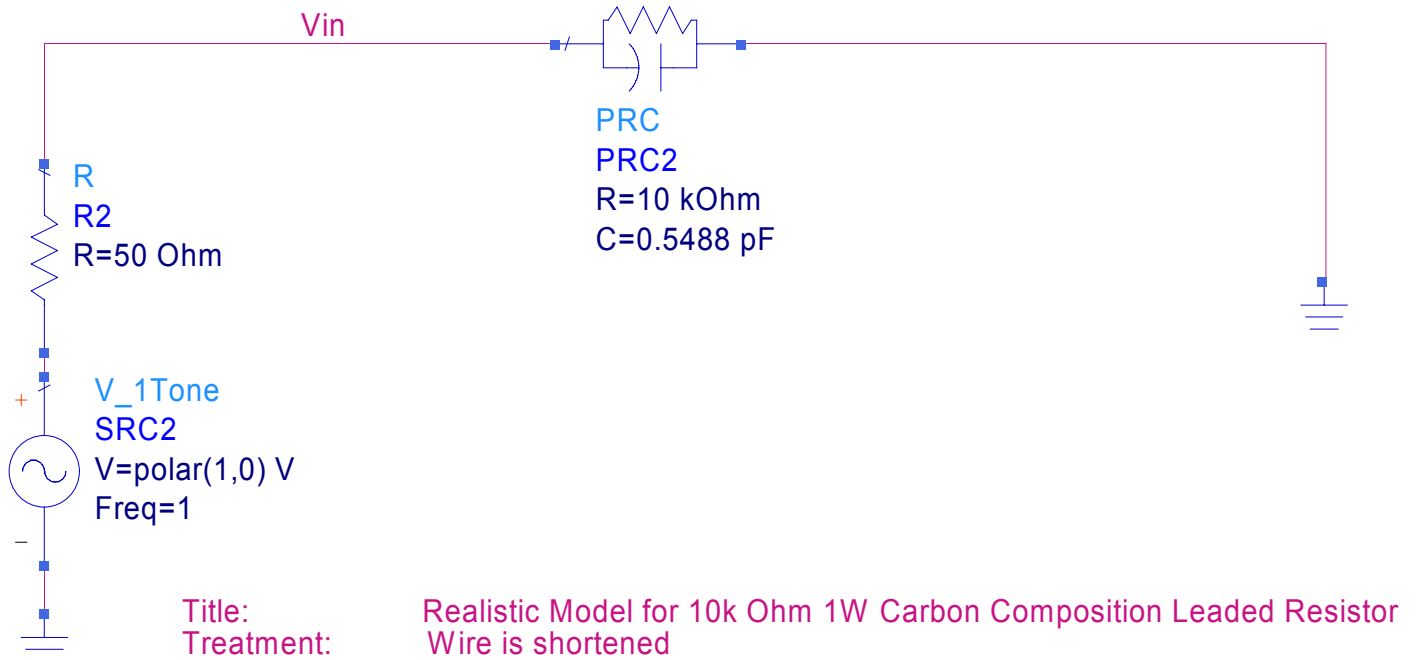 Vin
PRC
PRC2
R=10 kOhm
C=0.5488 pF
R
R2
R=50 Ohm
+
V_1Tone
SRC2
V=polar(1,0) V
Freq=1
–
Title: Realistic Model for 10k Ohm 1W Carbon Composition Leaded Resistor
Treatment: Wire is shortened